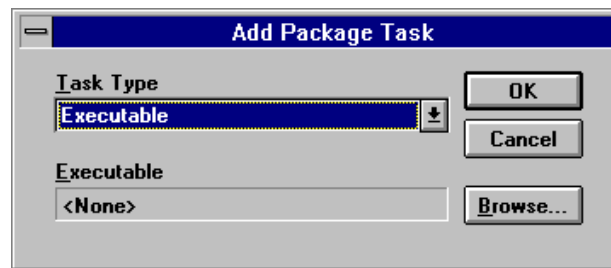 Add Package Task
Task Type
Executable
OK
Cancel
Executable
<None>
Browse...